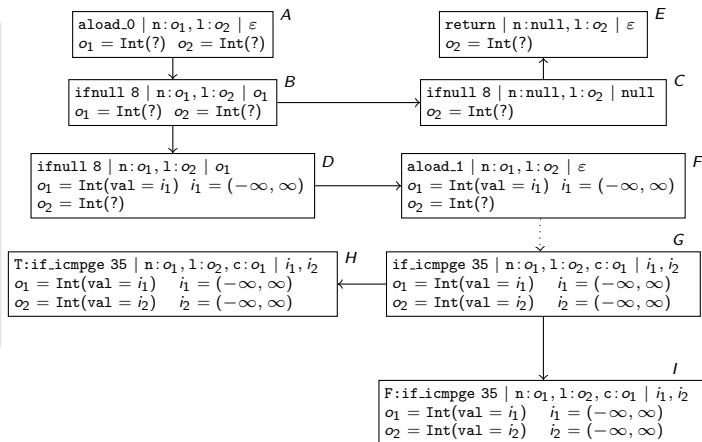 A
aload_0 | n:o₁, l:o₂ | ε
o₁ = Int(?) o₂ = Int(?)
E
return | n:null, l:o₂ | ε
o₂ = Int(?)
B
ifnull 8 | n:o₁, l:o₂ | o₁
o₁ = Int(?) o₂ = Int(?)
C
ifnull 8 | n:null, l:o₂ | null
o₂ = Int(?)
D
ifnull 8 | n:o₁, l:o₂ | o₁
o₁ = Int(val = i₁) i₁ = (−∞, ∞)
o₂ = Int(?)
F
aload_1 | n:o₁, l:o₂ | ε
o₁ = Int(val = i₁) i₁ = (−∞, ∞)
o₂ = Int(?)
G
if_icmpge 35 | n:o₁, l:o₂, c:o₁ | i₁, i₂
o₁ = Int(val = i₁) i₁ = (−∞, ∞)
o₂ = Int(val = i₂) i₂ = (−∞, ∞)
H
T:if_icmpge 35 | n:o₁, l:o₂, c:o₁ | i₁, i₂
o₁ = Int(val = i₁) i₁ = (−∞, ∞)
o₂ = Int(val = i₂) i₂ = (−∞, ∞)
I
F:if_icmpge 35 | n:o₁, l:o₂, c:o₁ | i₁, i₂
o₁ = Int(val = i₁) i₁ = (−∞, ∞)
o₂ = Int(val = i₂) i₂ = (−∞, ∞)